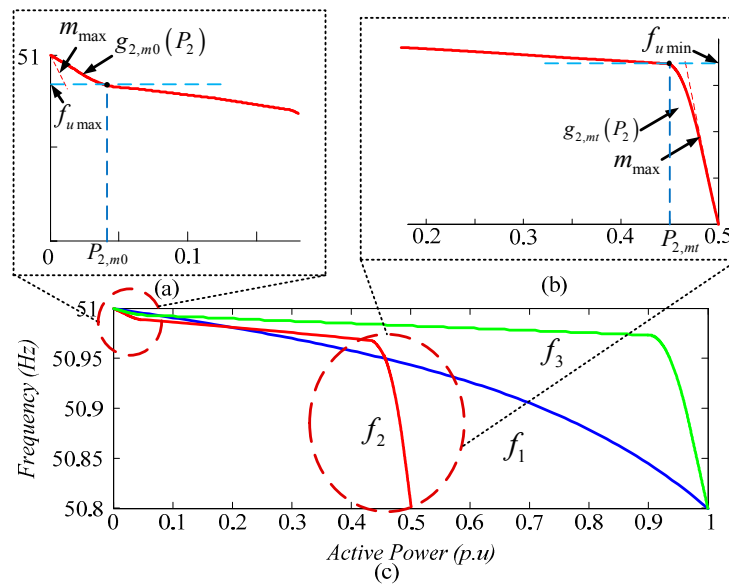 51
m_max
g_{2,m0}(P_2)
f_{u max}
0
0.1
P_{2,m0}
(a)
f_{u min}
g_{2,mt}(P_2)
m_max
0.2
0.3
0.4
0.5
P_{2,mt}
(b)
51
50.95
50.9
50.85
50.8
Frequency (Hz)
f_3
f_2
f_1
0
0.1
0.2
0.3
0.4
0.5
0.6
0.7
0.8
0.9
1
Active Power (p.u)
(c)